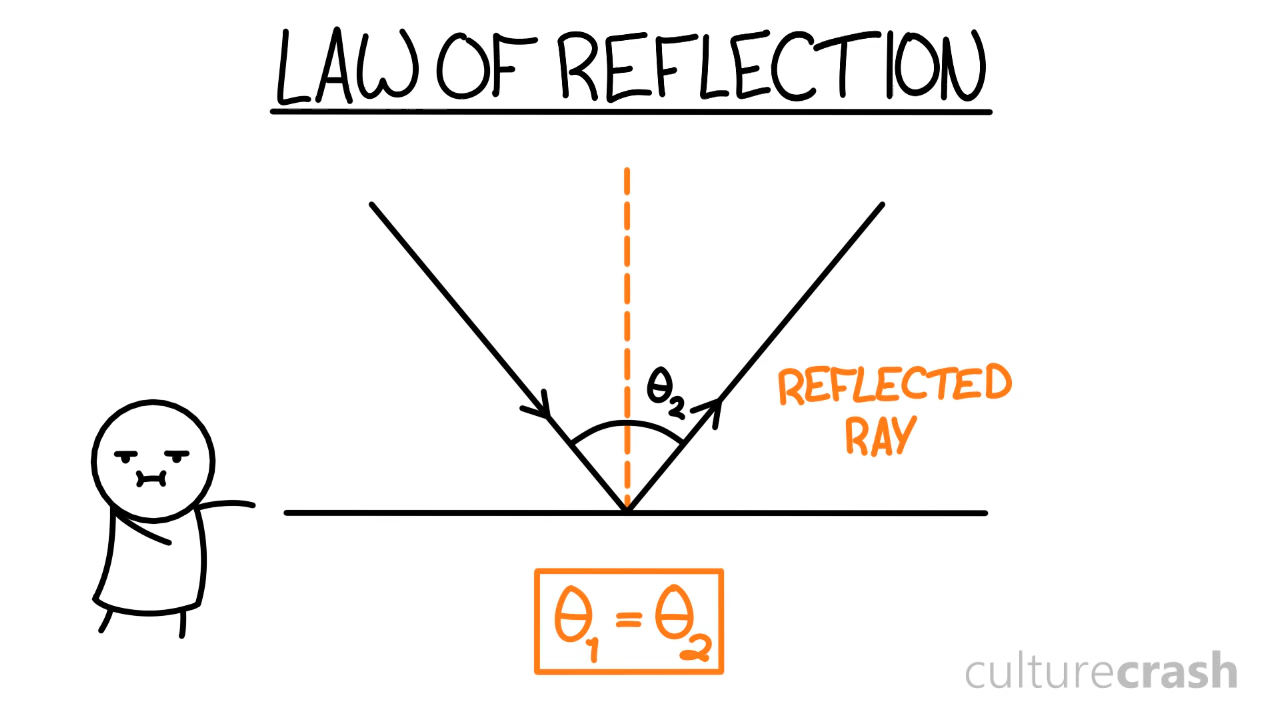 LAW OF REFLECTION
θ₂
REFLECTED
RAY
θ₁ = θ₂
culturecrash